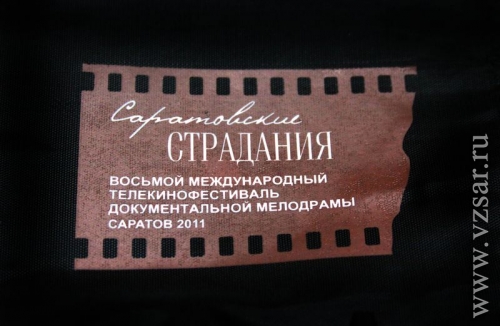 Саратовские
СТРАДАНИЯ
ВОСЬМОЙ МЕЖДУНАРОДНЫЙ
ТЕЛЕКИНОФЕСТИВАЛЬ
ДОКУМЕНТАЛЬНОЙ МЕЛОДРАМЫ
САРАТОВ 2011
© www.vzsar.ru